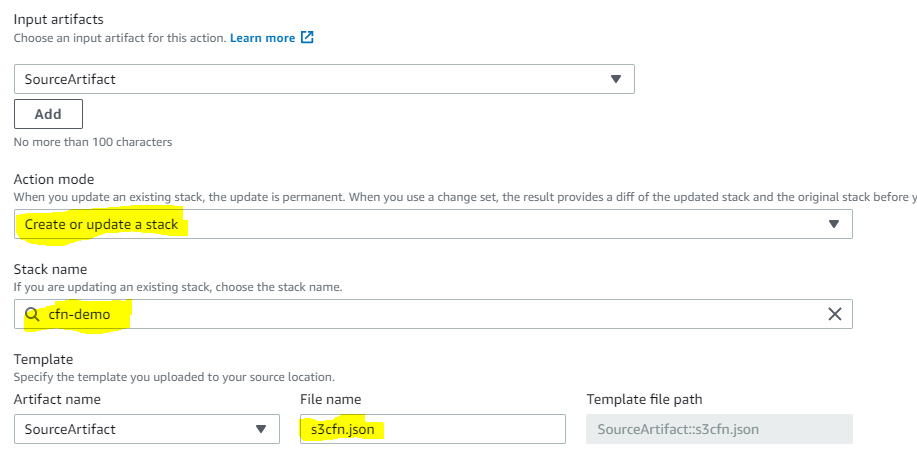 Input artifacts
Choose an input artifact for this action. Learn more
SourceArtifact
Add
No more than 100 characters
Action mode
When you update an existing stack, the update is permanent. When you use a change set, the result provides a diff of the updated stack and the original stack before y
Create or update a stack
Stack name
If you are updating an existing stack, choose the stack name.
cfn-demo
Template
Specify the template you uploaded to your source location.
Artifact name File name Template file path
SourceArtifact s3cfn.json SourceArtifact::s3cfn.json